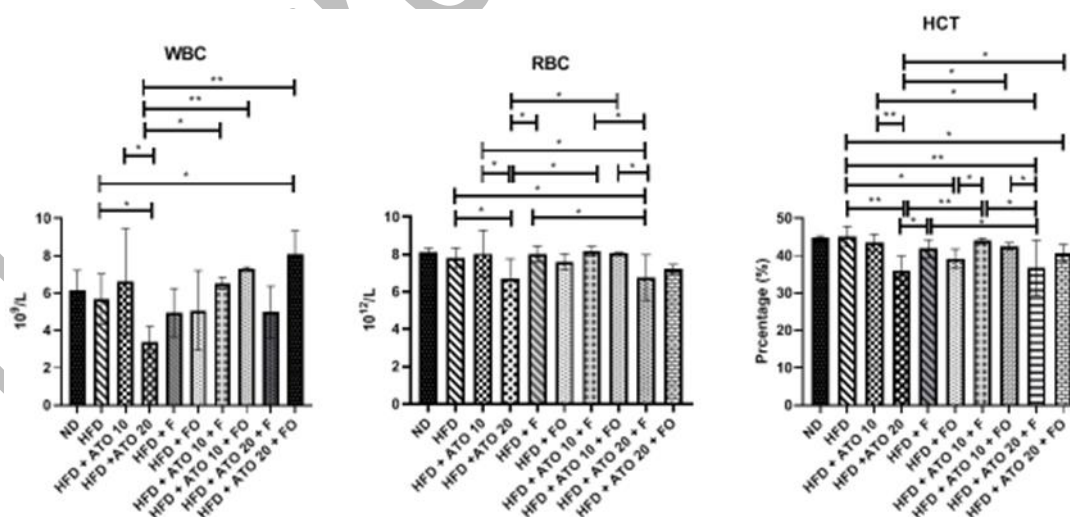 WBC
10
8
6
4
2
0
10⁹/L
ND
HFD
HFD + ATO 10
HFD +ATO 20
HFD + F
HFD + FO
HFD + ATO 10 + F
HFD + ATO 10 + FO
HFD + ATO 20 + F
HFD + ATO 20 + FO
RBC
10
8
6
4
2
0
10¹²/L
ND
HFD
HFD + ATO 10
HFD +ATO 20
HFD + F
HFD + FO
HFD + ATO 10 + F
HFD + ATO 10 + FO
HFD + ATO 20 + F
HFD + ATO 20 + FO
HCT
50
40
30
20
10
0
Prcentage (%)
ND
HFD
HFD + ATO 10
HFD + ATO 20
HFD + F
HFD + FO
HFD + ATO 10 + F
HFD + ATO 10 + FO
HFD + ATO 20 + F
HFD + ATO 20 + FO